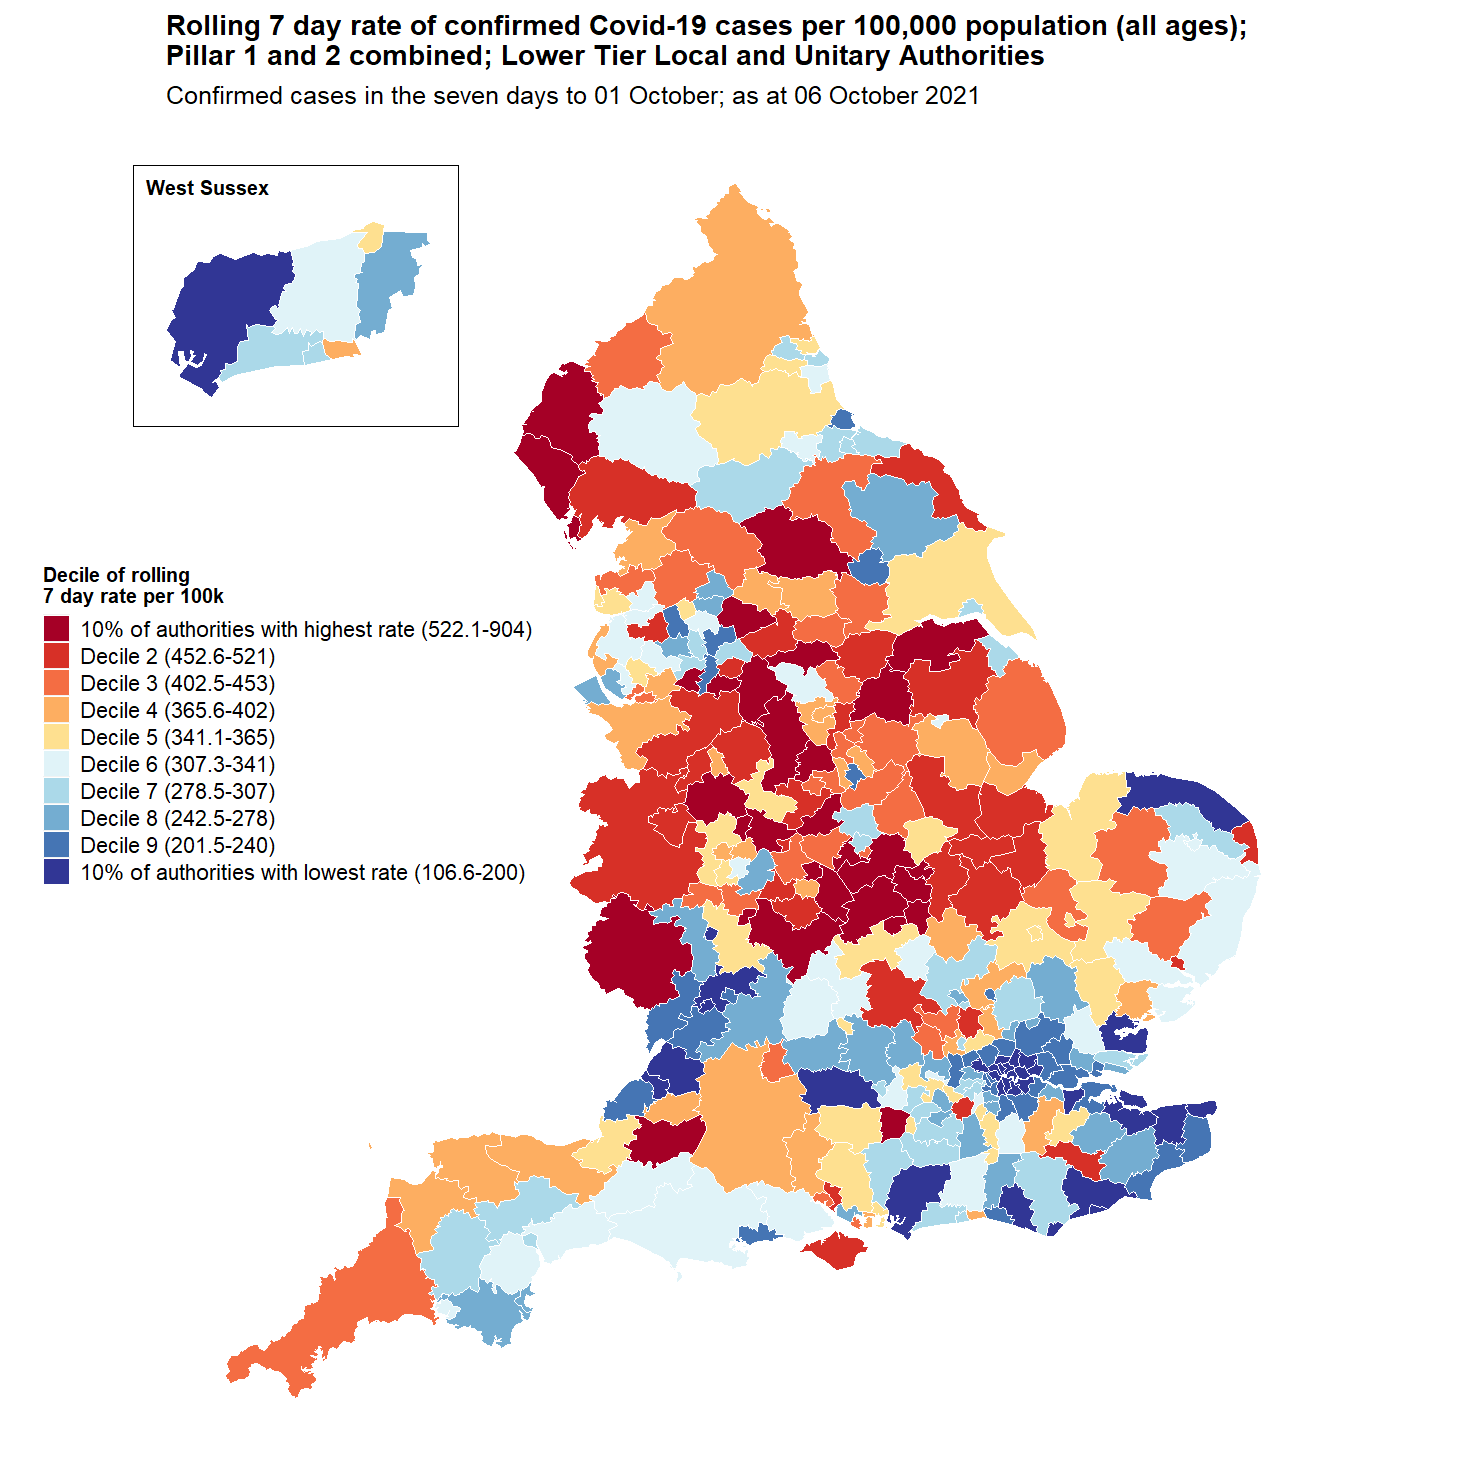 Rolling 7 day rate of confirmed Covid-19 cases per 100,000 population (all ages);
Pillar 1 and 2 combined; Lower Tier Local and Unitary Authorities
Confirmed cases in the seven days to 01 October; as at 06 October 2021
West Sussex
Decile of rolling
7 day rate per 100k
10% of authorities with highest rate (522.1-904)
Decile 2 (452.6-521)
Decile 3 (402.5-453)
Decile 4 (365.6-402)
Decile 5 (341.1-365)
Decile 6 (307.3-341)
Decile 7 (278.5-307)
Decile 8 (242.5-278)
Decile 9 (201.5-240)
10% of authorities with lowest rate (106.6-200)